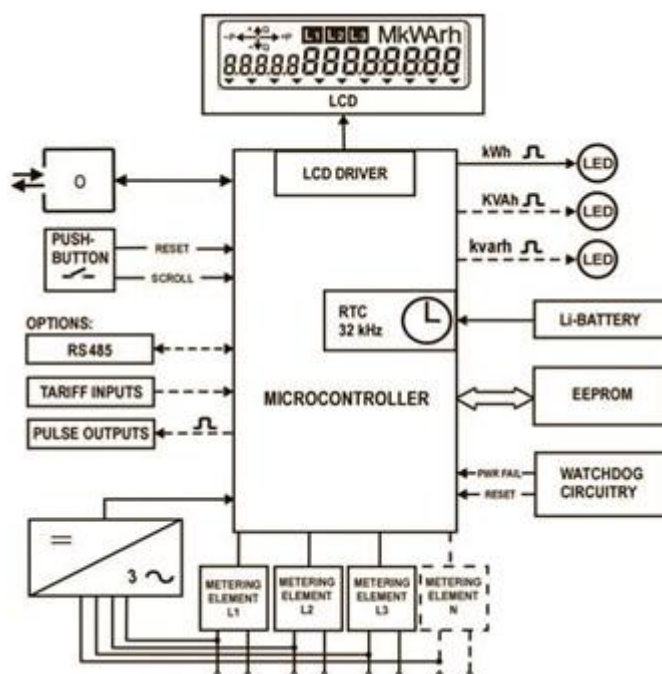 -P +Q +P L1 L2 L3 MkWArh
-Q
8.8.8.8.8 8.8.8.8.8.8.8.8
LCD
LCD DRIVER
kWh LED
KVAh LED
kvarh LED
0
PUSH-
BUTTON
RESET
SCROLL
RTC
32 kHz
Li-BATTERY
OPTIONS:
RS485
TARIFF INPUTS
PULSE OUTPUTS
MICROCONTROLLER
EEPROM
PWR FAIL
RESET
WATCHDOG
CIRCUITRY
3
METERING
ELEMENT
L1
METERING
ELEMENT
L2
METERING
ELEMENT
L3
METERING
ELEMENT
N